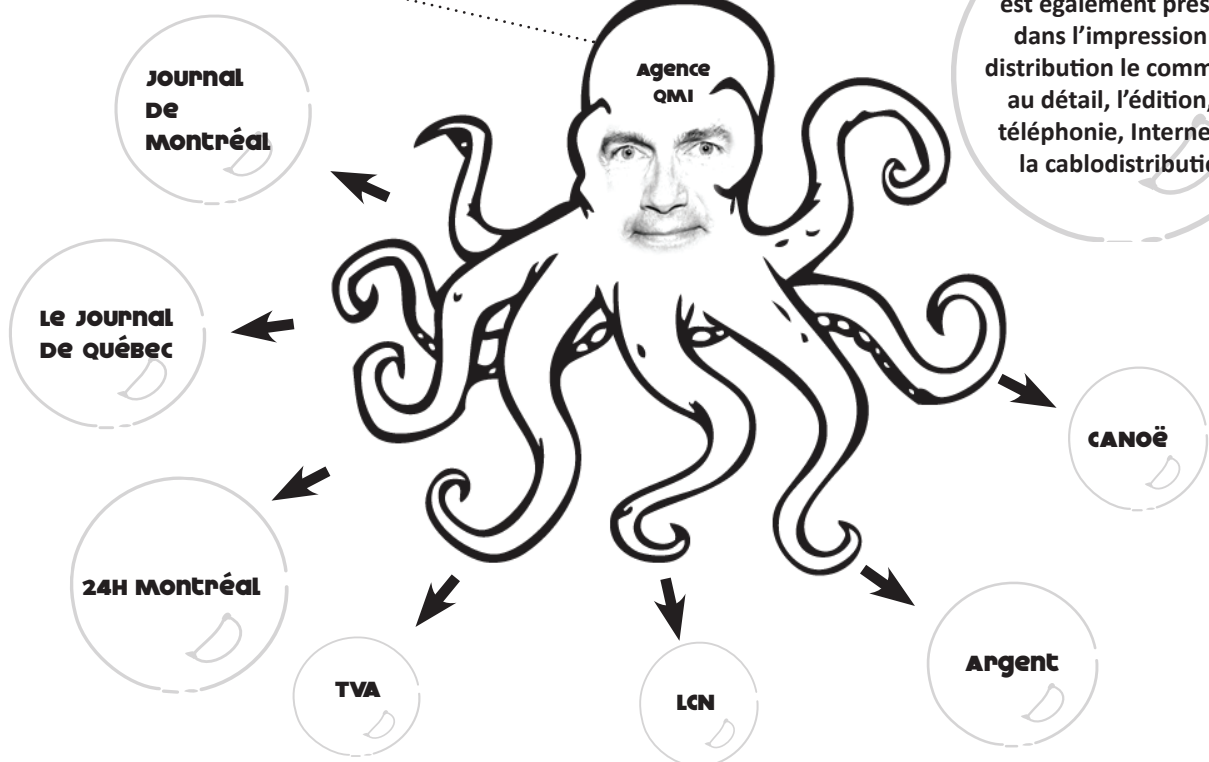 est également prés
dans l'impression
distribution le comm
au détail, l'édition,
téléphonie, Interne
la cablodistributi
Agence
QMI
Journal
de
Montréal
Le Journal
de Québec
24H Montréal
TVA
LCN
Argent
CANOË